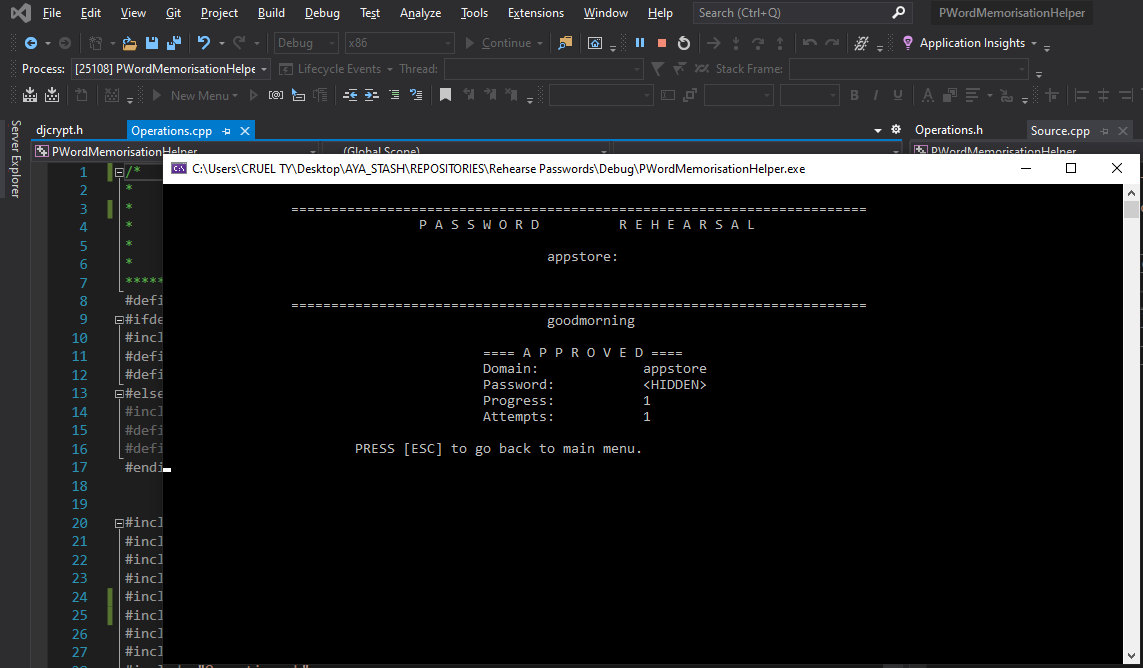 File Edit View Git Project Build Debug Test Analyze Tools Extensions Window Help Search (Ctrl+Q) PWordMemorisationHelper
Debug x86 Continue Application Insights
Process: [25108] PWordMemorisationHelpe Lifecycle Events Thread: Stack Frame:
New Menu
Server Explorer
djcrypt.h Operations.cpp Operations.h Source.cpp
PWordMemorisationHelper (Global Scope) PWordMemorisationHelper
C:\Users\CRUEL TY\Desktop\AYA_STASH\REPOSITORIES\Rehearse Passwords\Debug\PWordMemorisationHelper.exe
1 /*
2 *
3 *
4 *
5 *
6 *
7 *****
8 #defi
9 #ifde
10 #incl
11 #defi
12 #defi
13 #else
14 #incl
15 #defi
16 #defi
17 #endi
18
19
20 #incl
21 #incl
22 #incl
23 #incl
24 #incl
25 #incl
26 #incl
27 #incl
========================================================================
P A S S W O R D R E H E A R S A L
appstore:
========================================================================
goodmorning
==== A P P R O V E D ====
Domain: appstore
Password: <HIDDEN>
Progress: 1
Attempts: 1
PRESS [ESC] to go back to main menu.